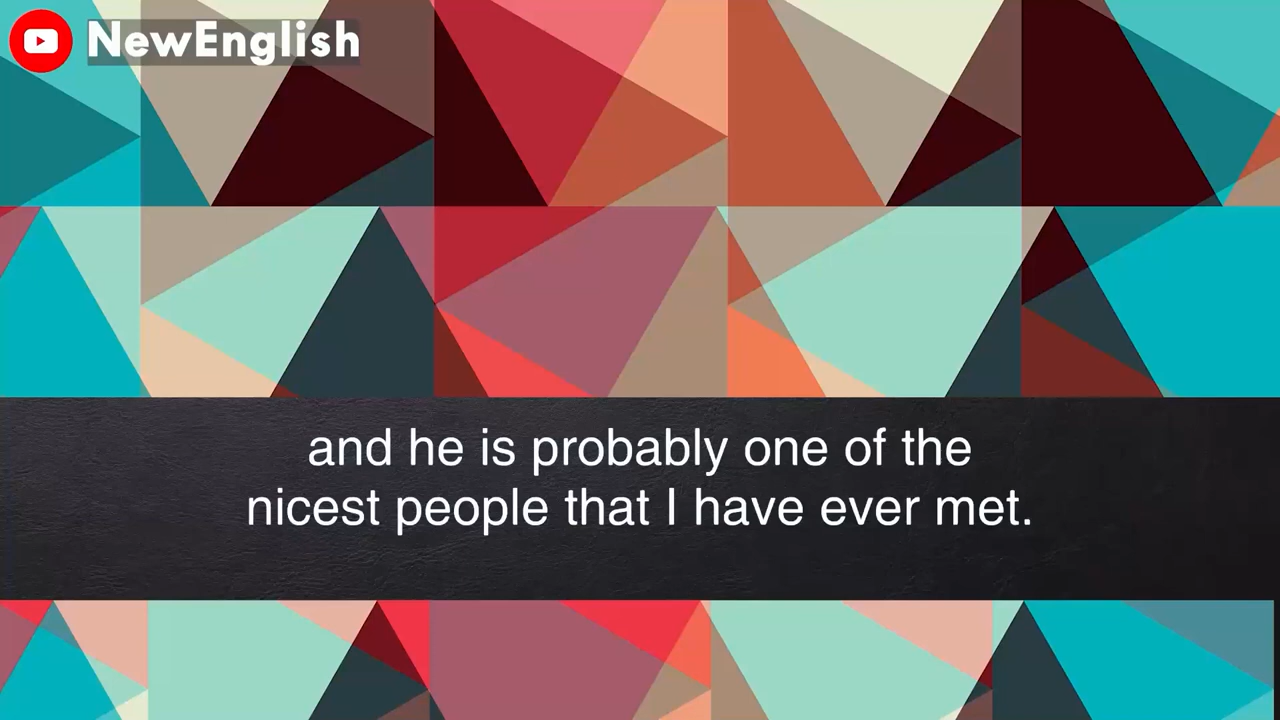 NewEnglish
and he is probably one of the
nicest people that I have ever met.